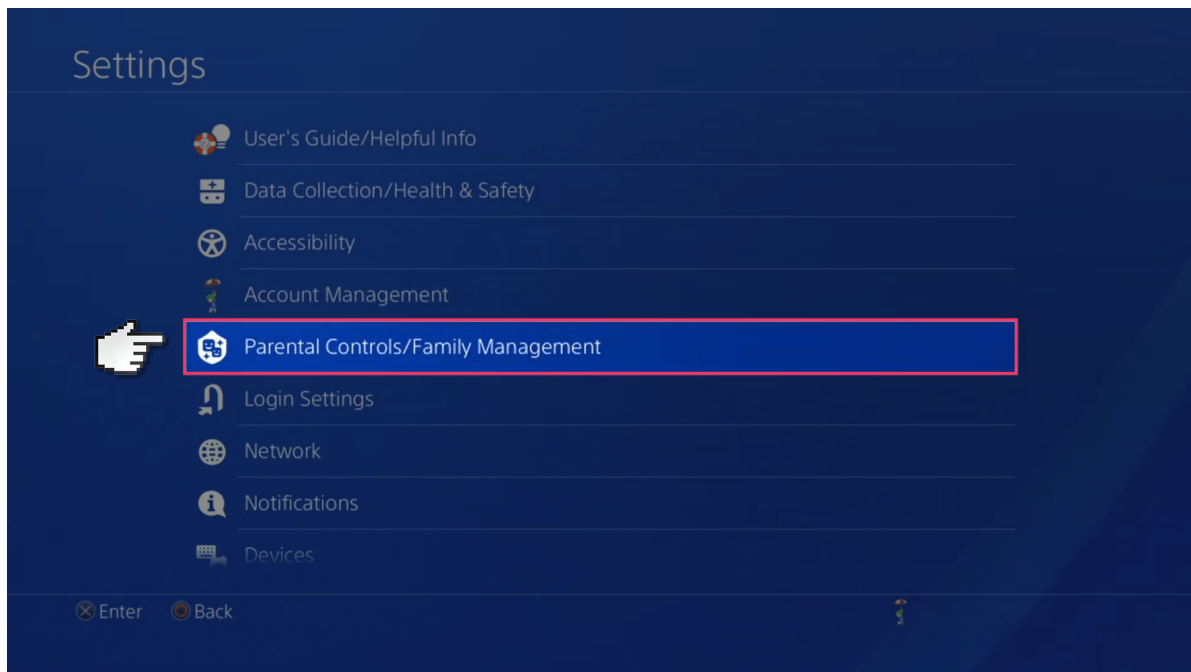 Settings
User's Guide/Helpful Info
Data Collection/Health & Safety
Accessibility
Account Management
Parental Controls/Family Management
Login Settings
Network
Notifications
Devices
Enter Back